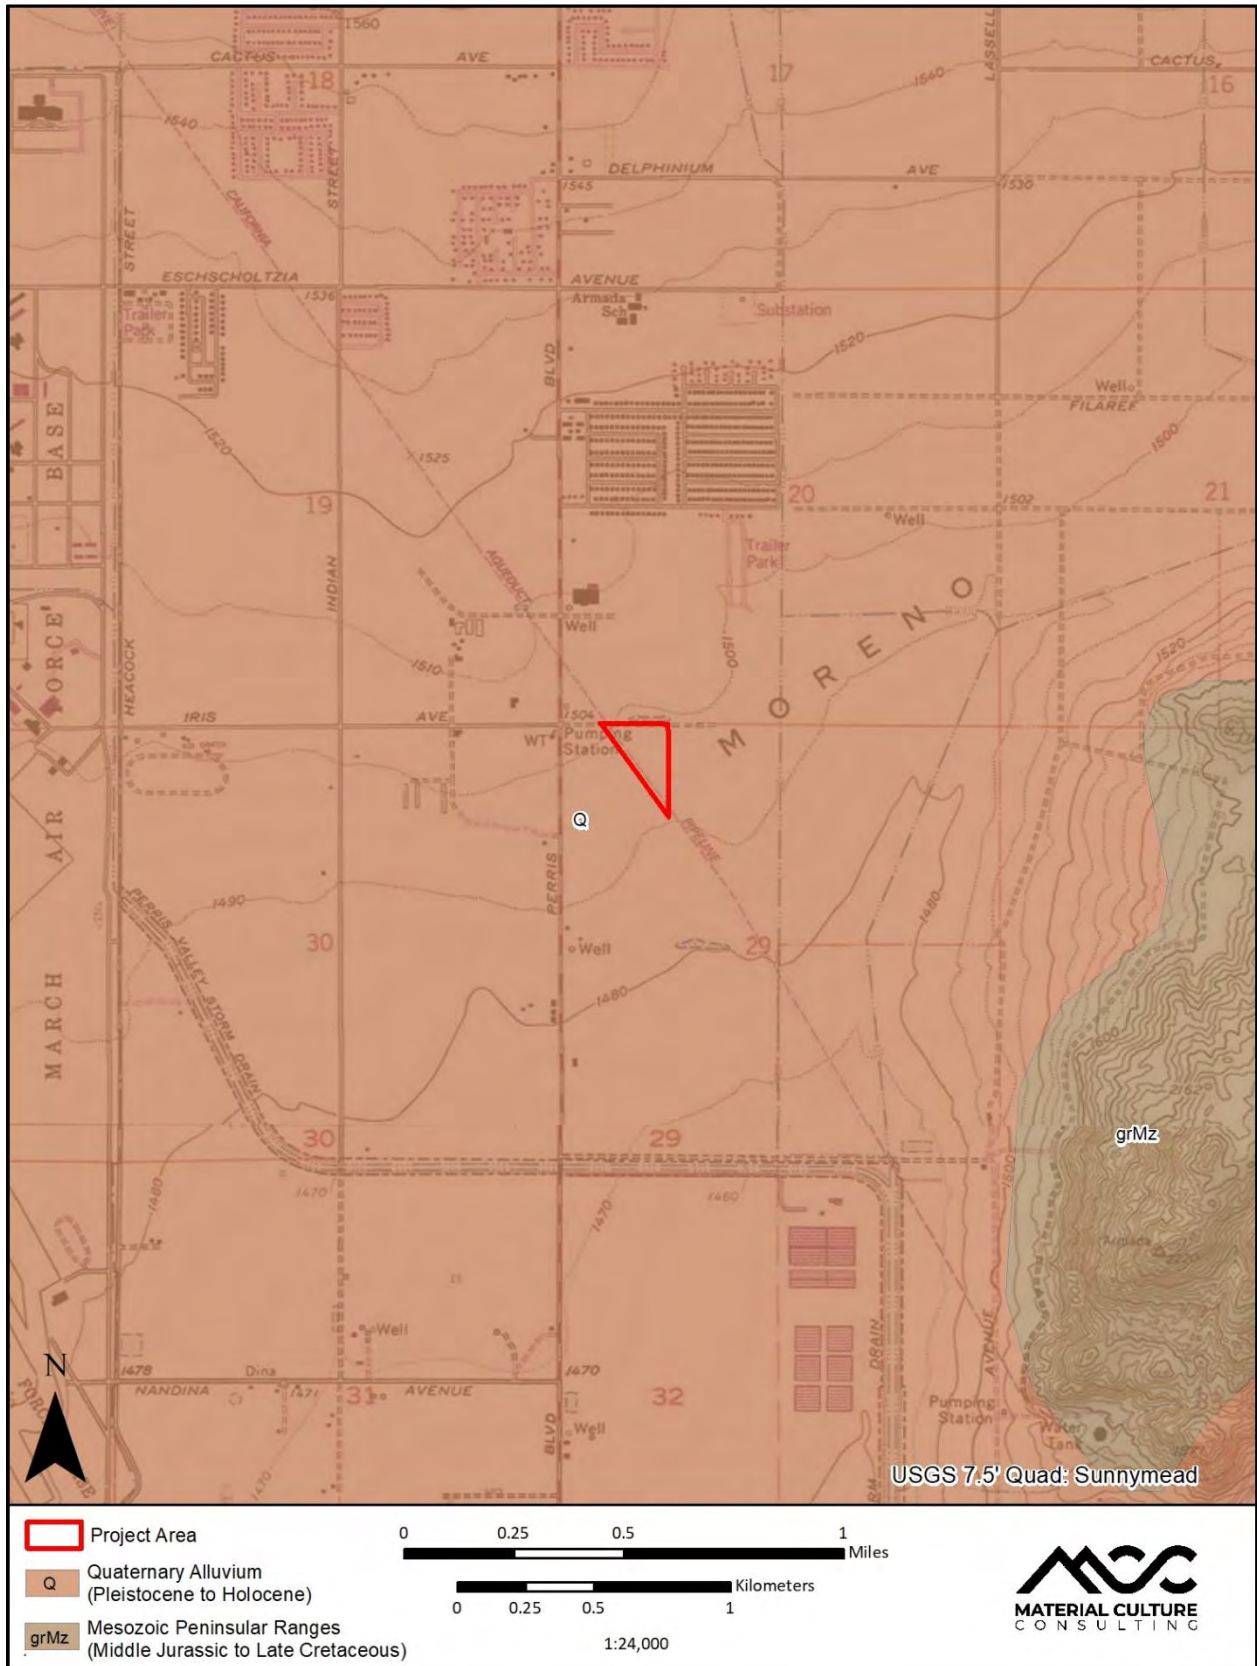 1560
CACTUS AVE
18
17
LASSELL
CACTUS
16
1540
1540
STREET
CALIFORNIA
STREET
DELPHINIUM AVE
1545
1530
ESCHSCHOLTZIA AVENUE
1536
Trailer
Park
Armada
Sch
Substation
BLVD
1520
Well
FILAREE
1520
1525
1500
19
20
1502
21
Well
BASE
INDIAN
AQUEDUCT
Trailer
Park
Well
MORENO
1500
1510
1520
FORCE
HEACOCK
IRIS AVE
1504
WT
Pumping
Station
Q
PIPELINE
AIR
PERRIS
1490
1480
30
Well
29
1480
MARCH
PERRIS VALLEY STORM DRAIN
1600
2162
grMz
30
29
1500
1480
1470
1470
1460
Armada
AVENUE
DRAIN
Well
1478
Dina
1471
1470
NANDINA AVENUE
31
32
N
Pumping
Station
Water
Tank
BLVD
Well
1470
RM
USGS 7.5' Quad: Sunnymead
Project Area
Q
Quaternary Alluvium
(Pleistocene to Holocene)
grMz
Mesozoic Peninsular Ranges
(Middle Jurassic to Late Cretaceous)
0 0.25 0.5 1
Miles
Kilometers
0 0.25 0.5 1
1:24,000
MCC
MATERIAL CULTURE
CONSULTING